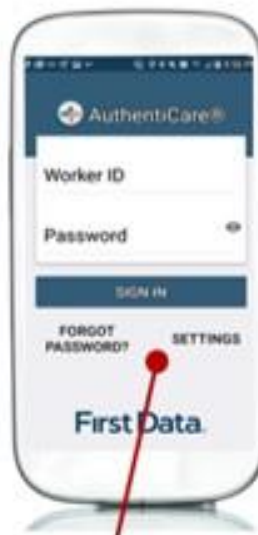 AuthentiCare®
Worker ID
Password
SIGN IN
FORGOT PASSWORD?
SETTINGS
First Data.